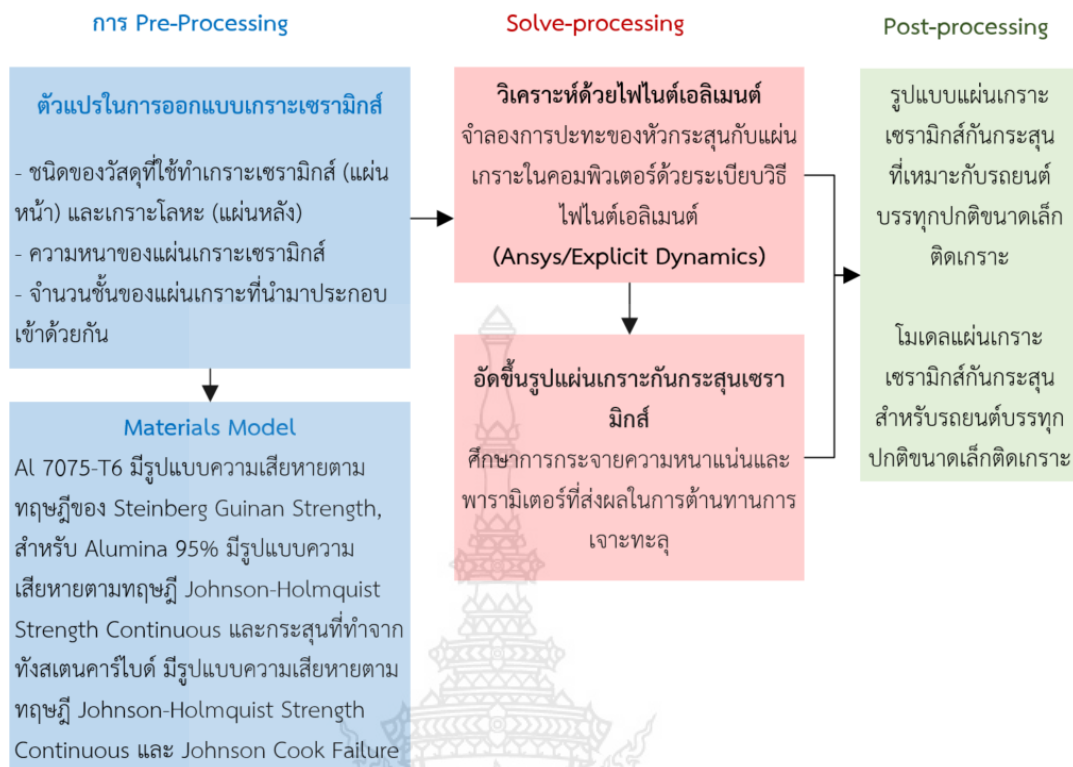 การ Pre-Processing
ตัวแปรในการออกแบบเกราะเซรามิกส์
- ชนิดของวัสดุที่ใช้ทำเกราะเซรามิกส์ (แผ่น
หน้า) และเกราะโลหะ (แผ่นหลัง)
- ความหนาของแผ่นเกราะเซรามิกส์
- จำนวนชั้นของแผ่นเกราะที่นำมาประกอบ
เข้าด้วยกัน
Materials Model
Al 7075-T6 มีรูปแบบความเสียหายตาม
ทฤษฎีของ Steinberg Guinan Strength,
สำหรับ Alumina 95% มีรูปแบบความ
เสียหายตามทฤษฎี Johnson-Holmquist
Strength Continuous และกระสุนที่ทำจาก
ทังสเตนคาร์ไบด์ มีรูปแบบความเสียหายตาม
ทฤษฎี Johnson-Holmquist Strength
Continuous และ Johnson Cook Failure
Solve-processing
วิเคราะห์ด้วยไฟไนต์เอลิเมนต์
จำลองการปะทะของหัวกระสุนกับแผ่น
เกราะในคอมพิวเตอร์ด้วยระเบียบวิธี
ไฟไนต์เอลิเมนต์
(Ansys/Explicit Dynamics)
อัดขึ้นรูปแผ่นเกราะกันกระสุนเซรา
มิกส์
ศึกษาการกระจายความหนาแน่นและ
พารามิเตอร์ที่ส่งผลในการต้านทานการ
เจาะทะลุ
Post-processing
รูปแบบแผ่นเกราะ
เซรามิกส์กันกระสุน
ที่เหมาะกับรถยนต์
บรรทุกปกติขนาดเล็ก
ติดเกราะ
โมเดลแผ่นเกราะ
เซรามิกส์กันกระสุน
สำหรับรถยนต์บรรทุก
ปกติขนาดเล็กติดเกราะ